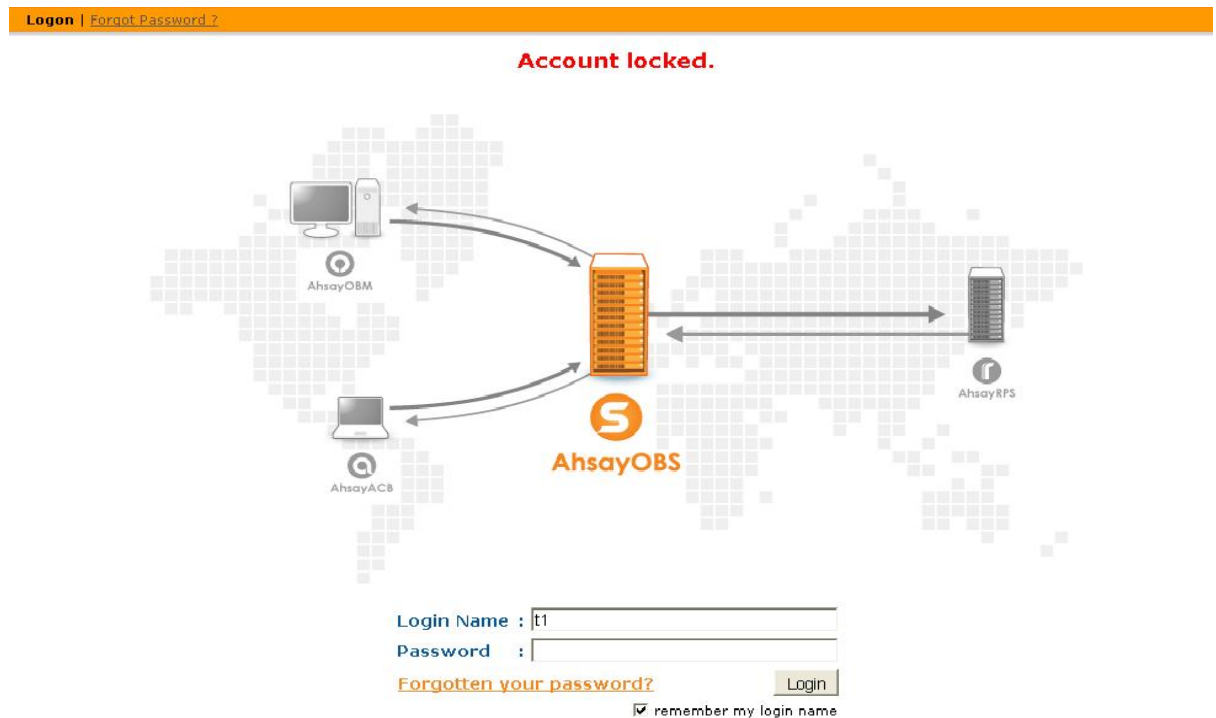 Logon | Forgot Password ?
Account locked.
AhsayOBM
AhsayRPS
S
AhsayOBS
AhsayACB
Login Name : t1
Password :
Forgotten your password? Login
remember my login name